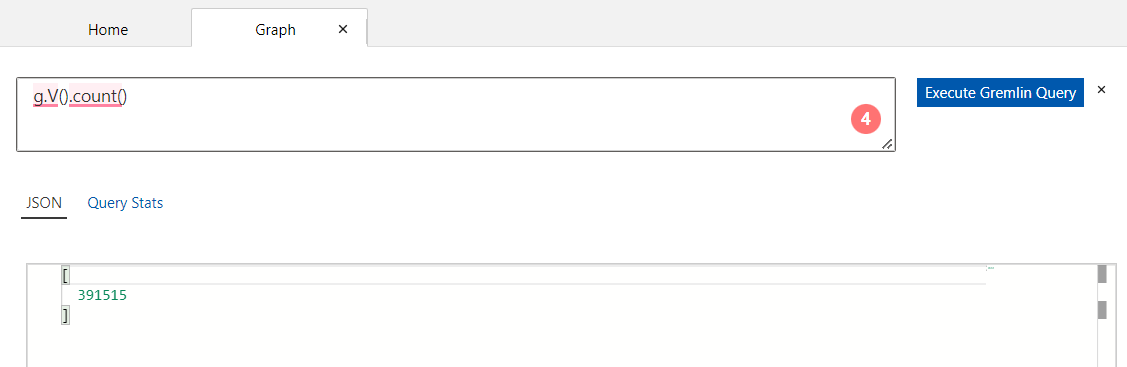 Home
Graph ×
g.V().count()
Execute Gremlin Query ×
4
JSON Query Stats
[
391515
]